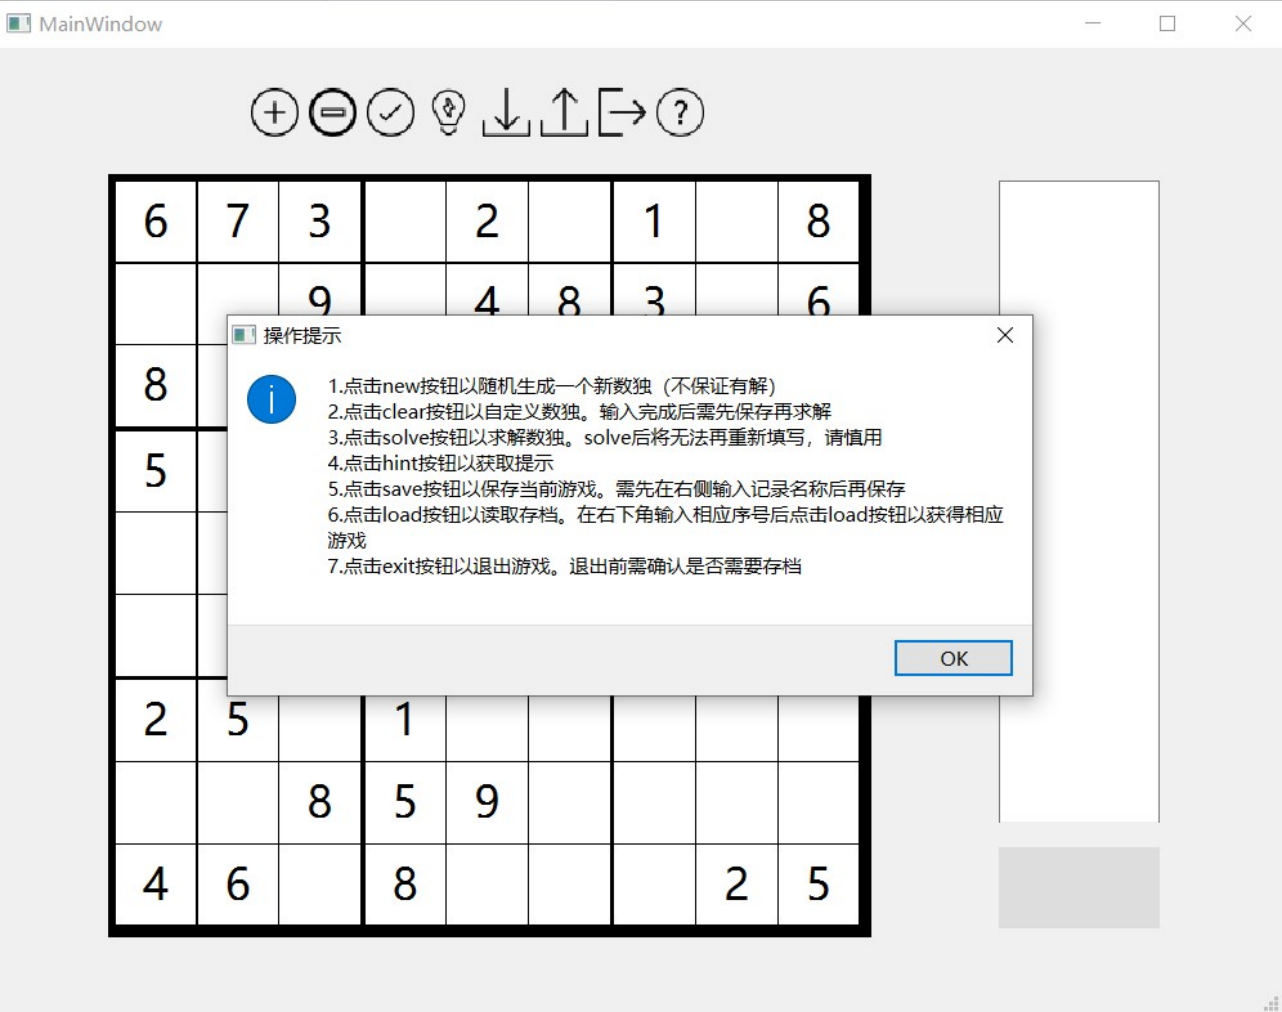 MainWindow
6 7 3 2 1 8
9 4 8 3 6
操作提示
8
1.点击new按钮以随机生成一个新数独（不保证有解）
2.点击clear按钮以自定义数独。输入完成后需先保存再求解
3.点击solve按钮以求解数独。solve后将无法再重新填写，请慎用
5
4.点击hint按钮以获取提示
5.点击save按钮以保存当前游戏。需先在右侧输入记录名称后再保存
6.点击load按钮以读取存档。在右下角输入相应序号后点击load按钮以获得相应
游戏
7.点击exit按钮以退出游戏。退出前需确认是否需要存档
OK
2 5 1
8 5 9
4 6 8 2 5